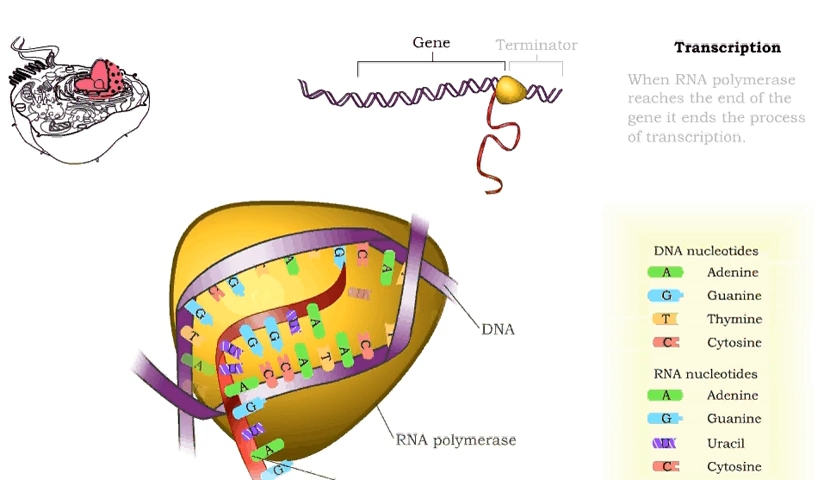 Gene
Terminator
Transcription
When RNA polymerase
reaches the end of the
gene it ends the process
of transcription.
DNA nucleotides
A Adenine
G Guanine
T Thymine
C Cytosine
RNA nucleotides
A Adenine
G Guanine
U Uracil
C Cytosine
DNA
RNA polymerase
G C A
A
G
C
G
T
A
A
U
G
G
U
U
C
A
T
A
C
C
A
G
U
A
G